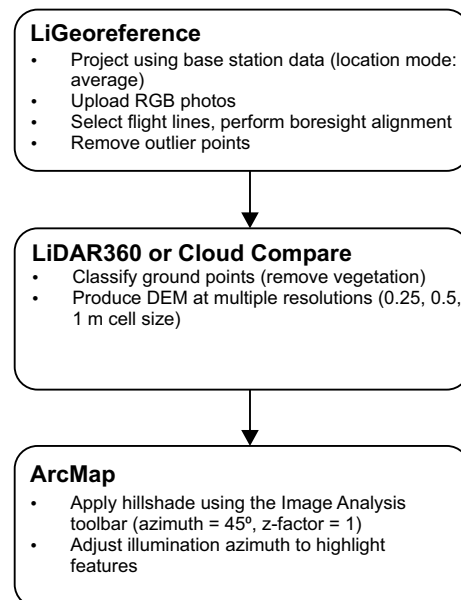 LiGeoreference
• Project using base station data (location mode:
average)
• Upload RGB photos
• Select flight lines, perform boresight alignment
• Remove outlier points
LiDAR360 or Cloud Compare
• Classify ground points (remove vegetation)
• Produce DEM at multiple resolutions (0.25, 0.5,
1 m cell size)
ArcMap
• Apply hillshade using the Image Analysis
toolbar (azimuth = 45º, z-factor = 1)
• Adjust illumination azimuth to highlight
features